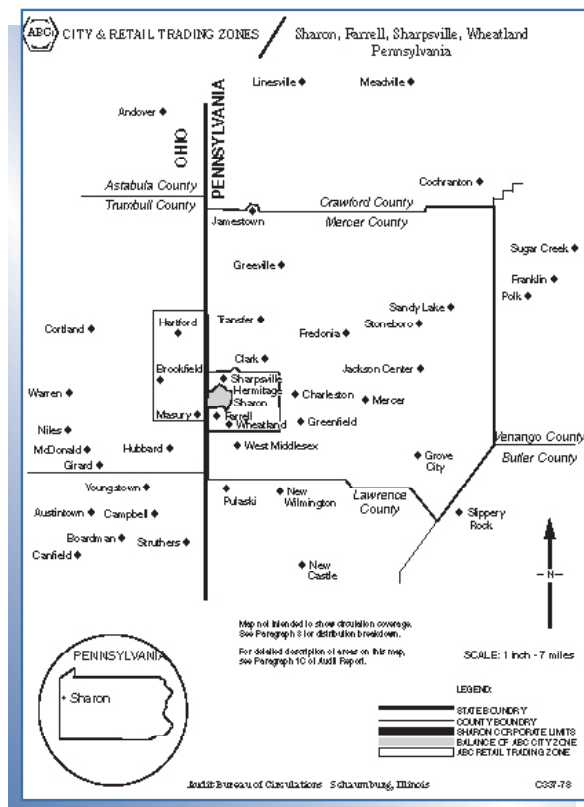 ABC
CITY & RETAIL TRADING ZONES
Sharon, Farrell, Sharpsville, Wheatland
Pennsylvania
Linesville
Meadville
Andover
OHIO
PENNSYLVANIA
Cochranton
Astabula County
Trumbull County
Crawford County
Mercer County
Jamestown
Sugar Creek
Greeville
Franklin
Polk
Sandy Lake
Hertford
Transfer
Stoneboro
Cortland
Fredonia
Clark
Brookfield
Jackson Center
Sharpsville
Warren
Hermitage
Charleston
Mercer
Sharon
Masury
Farrell
Niles
Wheatland
Greenfield
Venango County
Butler County
McDonald
Hubbard
West Middlesex
Grove
City
Girard
Youngstown
Pulaski
New
Wilmington
Lawrence
County
Austintown
Campbell
Slippery
Rock
Boardman
Struthers
Canfield
New
Castle
N
Map not intended to show circulation coverage.
See Paragraph 3 for distribution breakdown.
For detailed description of areas on this map,
see Paragraph 1C of Audit Report.
SCALE: 1 inch - 7 miles
PENNSYLVANIA
Sharon
LEGEND:
STATE BOUNDRY
COUNTY BOUNDRY
SHARON CORPORATE LIMITS
BALANCE OF ABC CITY ZONE
ABC RETAIL TRADING ZONE
Audit Bureau of Circulations Schaumburg, Illinois
C337-78